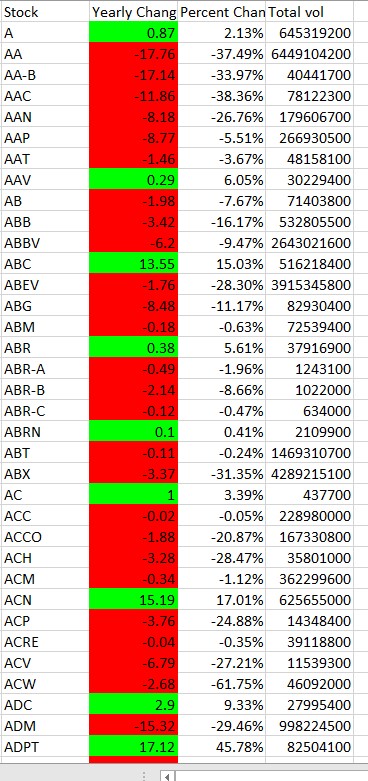 Stock Yearly Chang Percent Chan Total vol
A 0.87 2.13% 645319200
AA -17.76 -37.49% 6449104200
AA-B -17.14 -33.97% 40441700
AAC -11.86 -38.36% 78122300
AAN -8.18 -26.76% 179606700
AAP -8.77 -5.51% 266930500
AAT -1.46 -3.67% 48158100
AAV 0.29 6.05% 30229400
AB -1.98 -7.67% 71403800
ABB -3.42 -16.17% 532805500
ABBV -6.2 -9.47% 2643021600
ABC 13.55 15.03% 516218400
ABEV -1.76 -28.30% 3915345800
ABG -8.48 -11.17% 82930400
ABM -0.18 -0.63% 72539400
ABR 0.38 5.61% 37916900
ABR-A -0.49 -1.96% 1243100
ABR-B -2.14 -8.66% 1022000
ABR-C -0.12 -0.47% 634000
ABRN 0.1 0.41% 2109900
ABT -0.11 -0.24% 1469310700
ABX -3.37 -31.35% 4289215100
AC 1 3.39% 437700
ACC -0.02 -0.05% 228980000
ACCO -1.88 -20.87% 167330800
ACH -3.28 -28.47% 35801000
ACM -0.34 -1.12% 362299600
ACN 15.19 17.01% 625655000
ACP -3.76 -24.88% 14348400
ACRE -0.04 -0.35% 39118800
ACV -6.79 -27.21% 11539300
ACW -2.68 -61.75% 46092000
ADC 2.9 9.33% 27995400
ADM -15.32 -29.46% 998224500
ADPT 17.12 45.78% 82504100